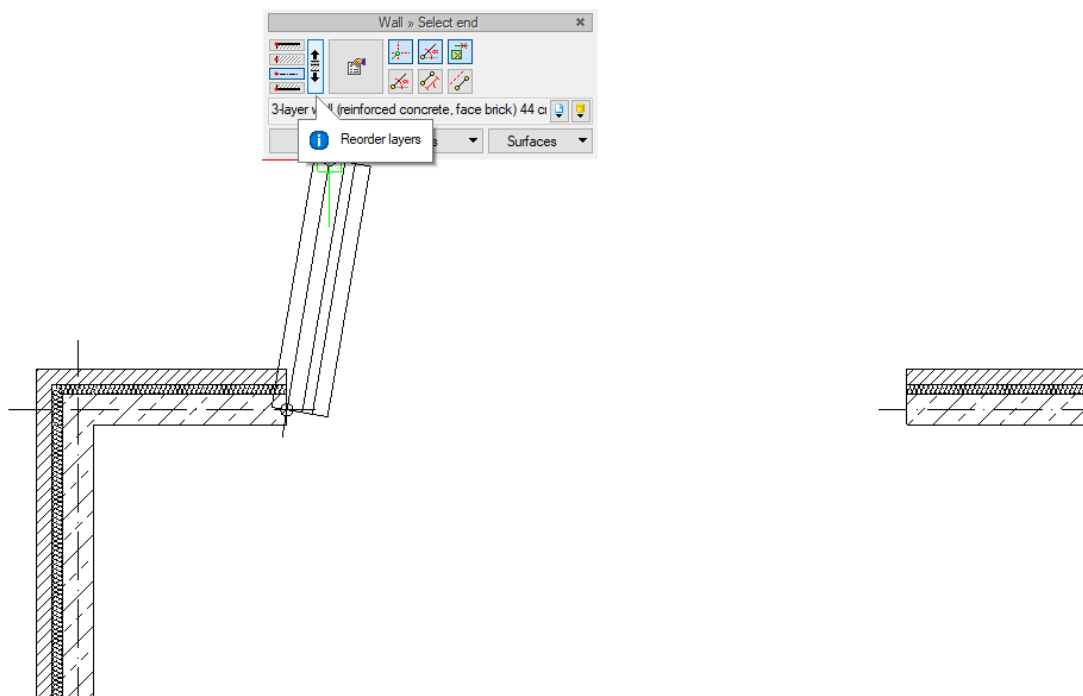 Wall » Select end
3-layer w ll (reinforced concrete, face brick) 44 c
Reorder layers
s
Surfaces